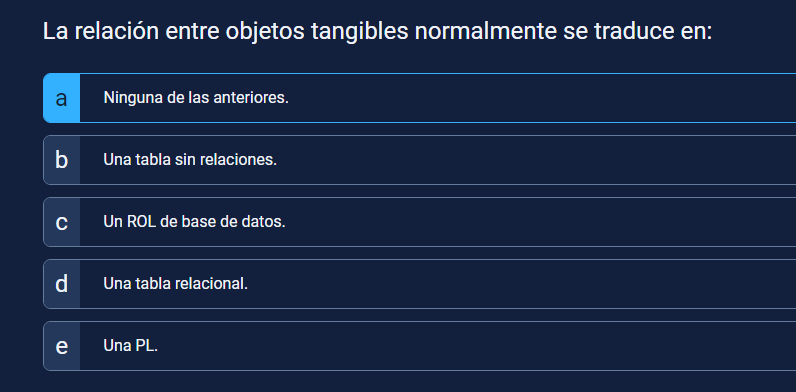 La relación entre objetos tangibles normalmente se traduce en:
a Ninguna de las anteriores.
b Una tabla sin relaciones.
c Un ROL de base de datos.
d Una tabla relacional.
e Una PL.